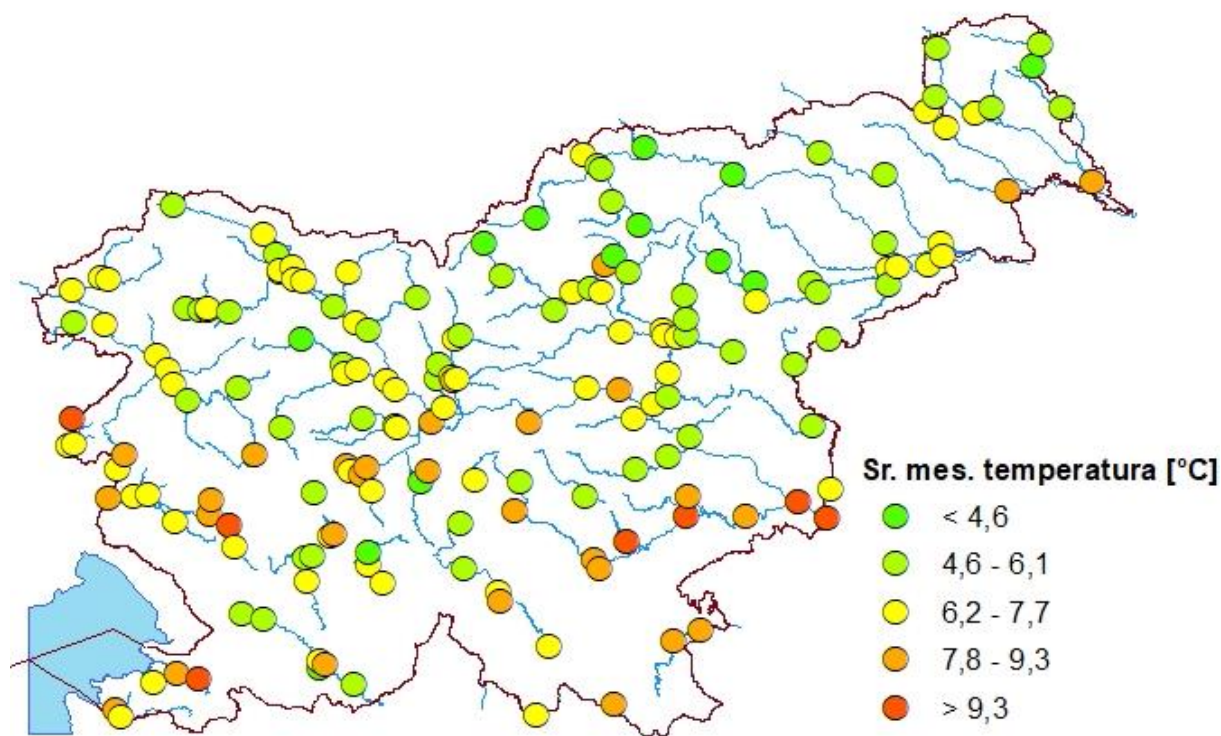 Sr. mes. temperatura [°C]
< 4,6
4,6 - 6,1
6,2 - 7,7
7,8 - 9,3
> 9,3